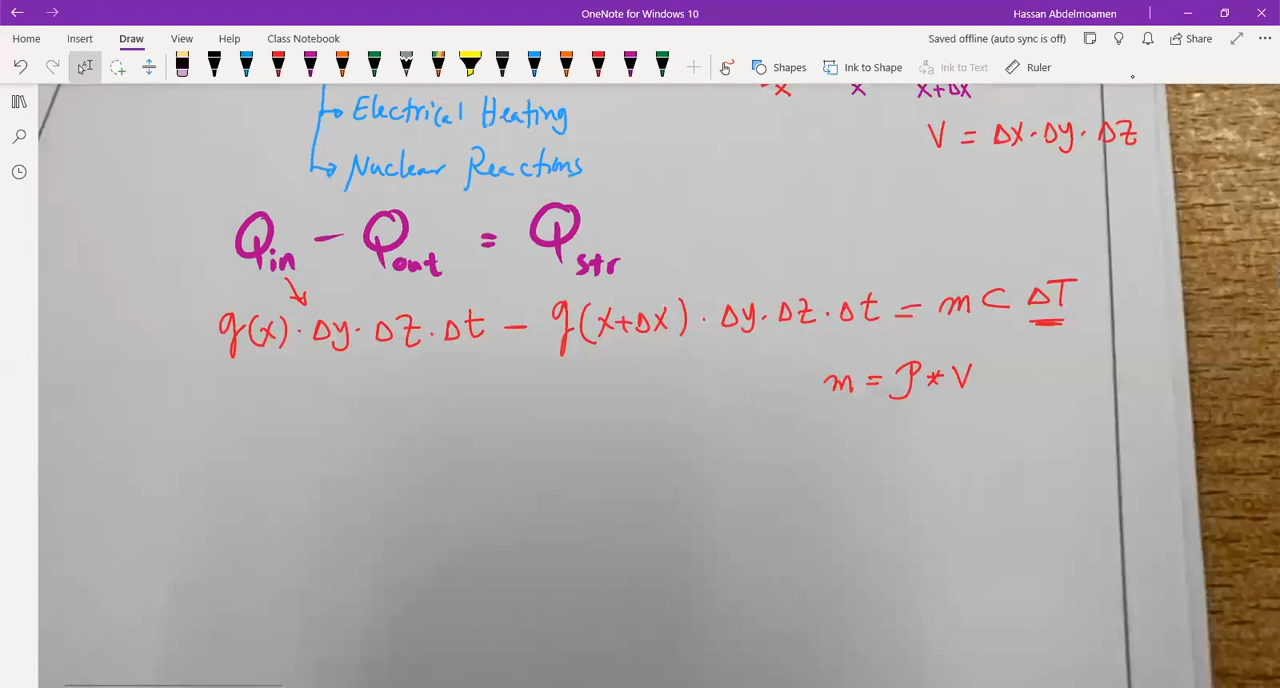 OneNote for Windows 10
Hassan Abdelmoamen
Home Insert Draw View Help Class Notebook
Saved offline (auto sync is off) Share
Shapes Ink to Shape Ink to Text Ruler
x x+Δx
Electrical Heating
V = Δx·Δy·Δz
Nuclear Reactions
Qin - Qout = Qstr
q(x)·Δy·Δz·Δt - q(x+Δx)·Δy·Δz·Δt = m C ΔT
m = ρ * V